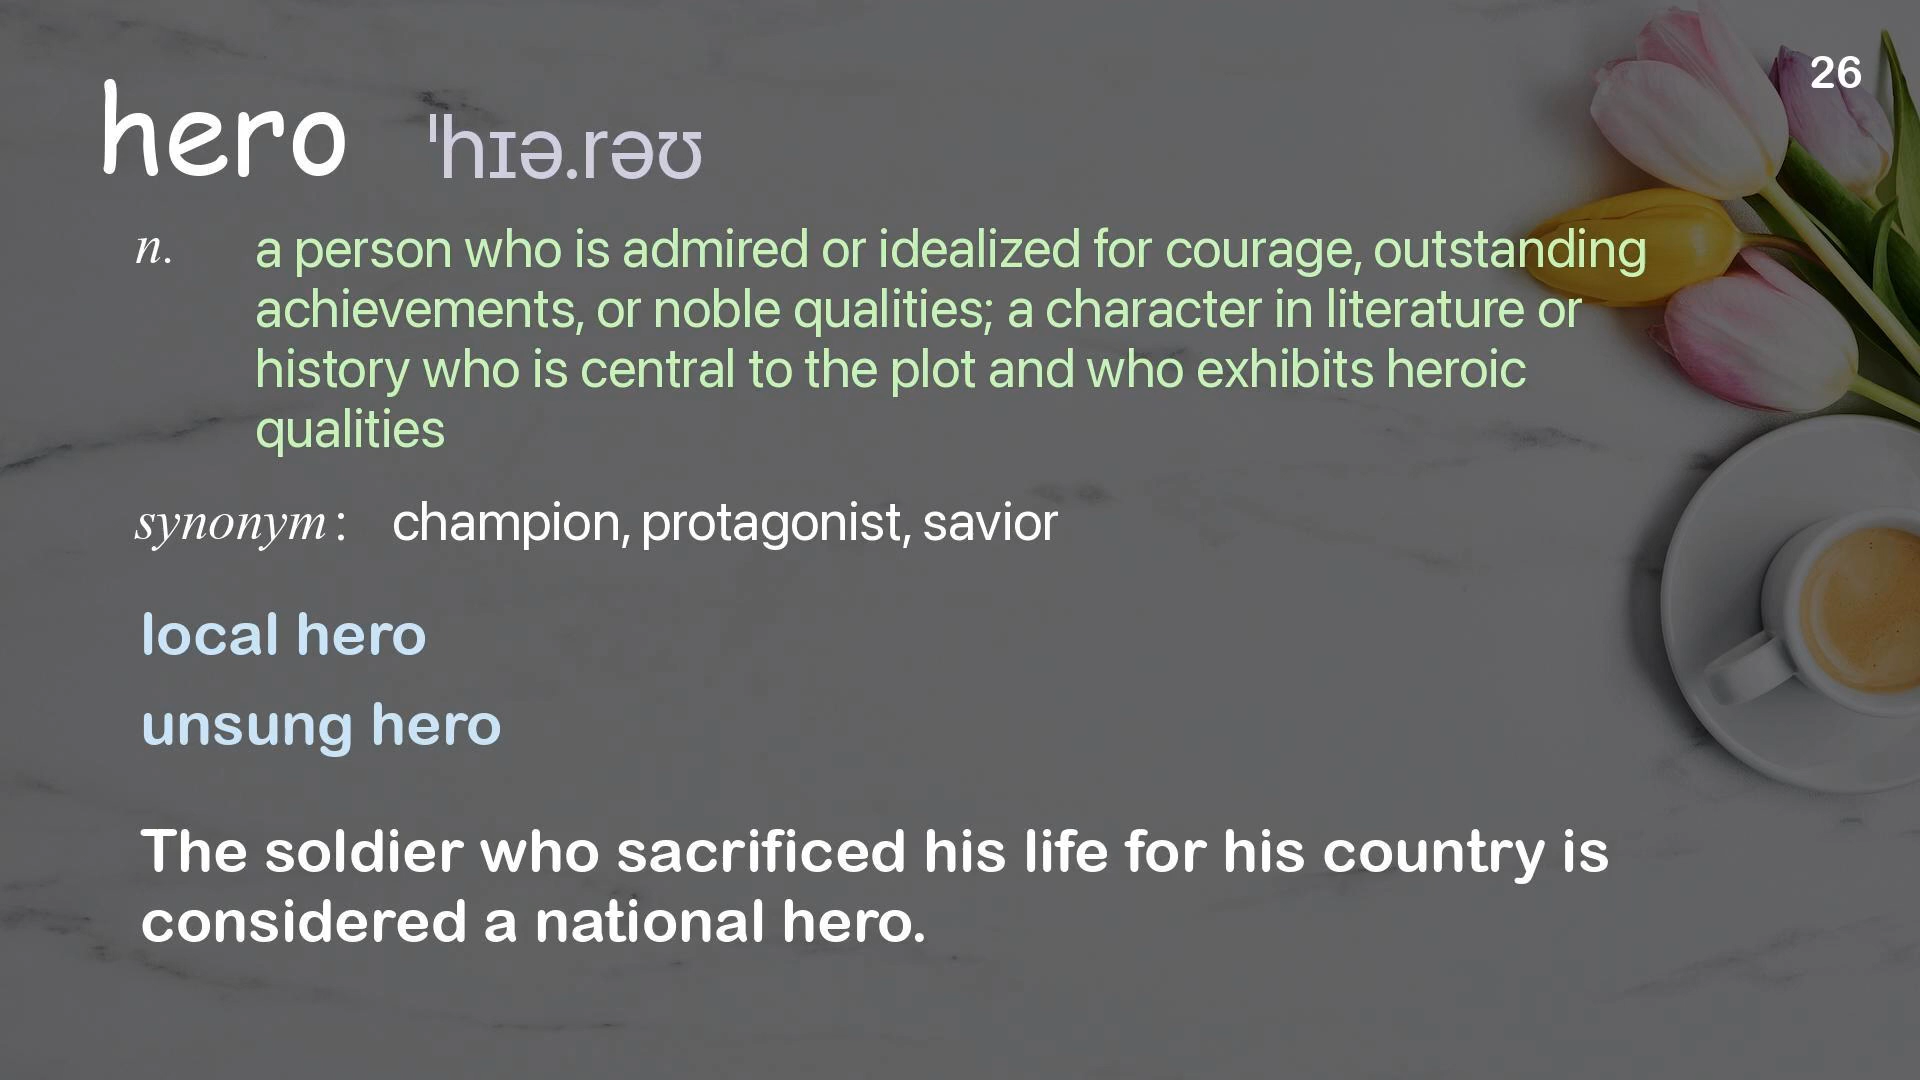 26
hero ˈhɪə.rəʊ
n. a person who is admired or idealized for courage, outstanding
achievements, or noble qualities; a character in literature or
history who is central to the plot and who exhibits heroic
qualities
synonym: champion, protagonist, savior
local hero
unsung hero
The soldier who sacrificed his life for his country is
considered a national hero.